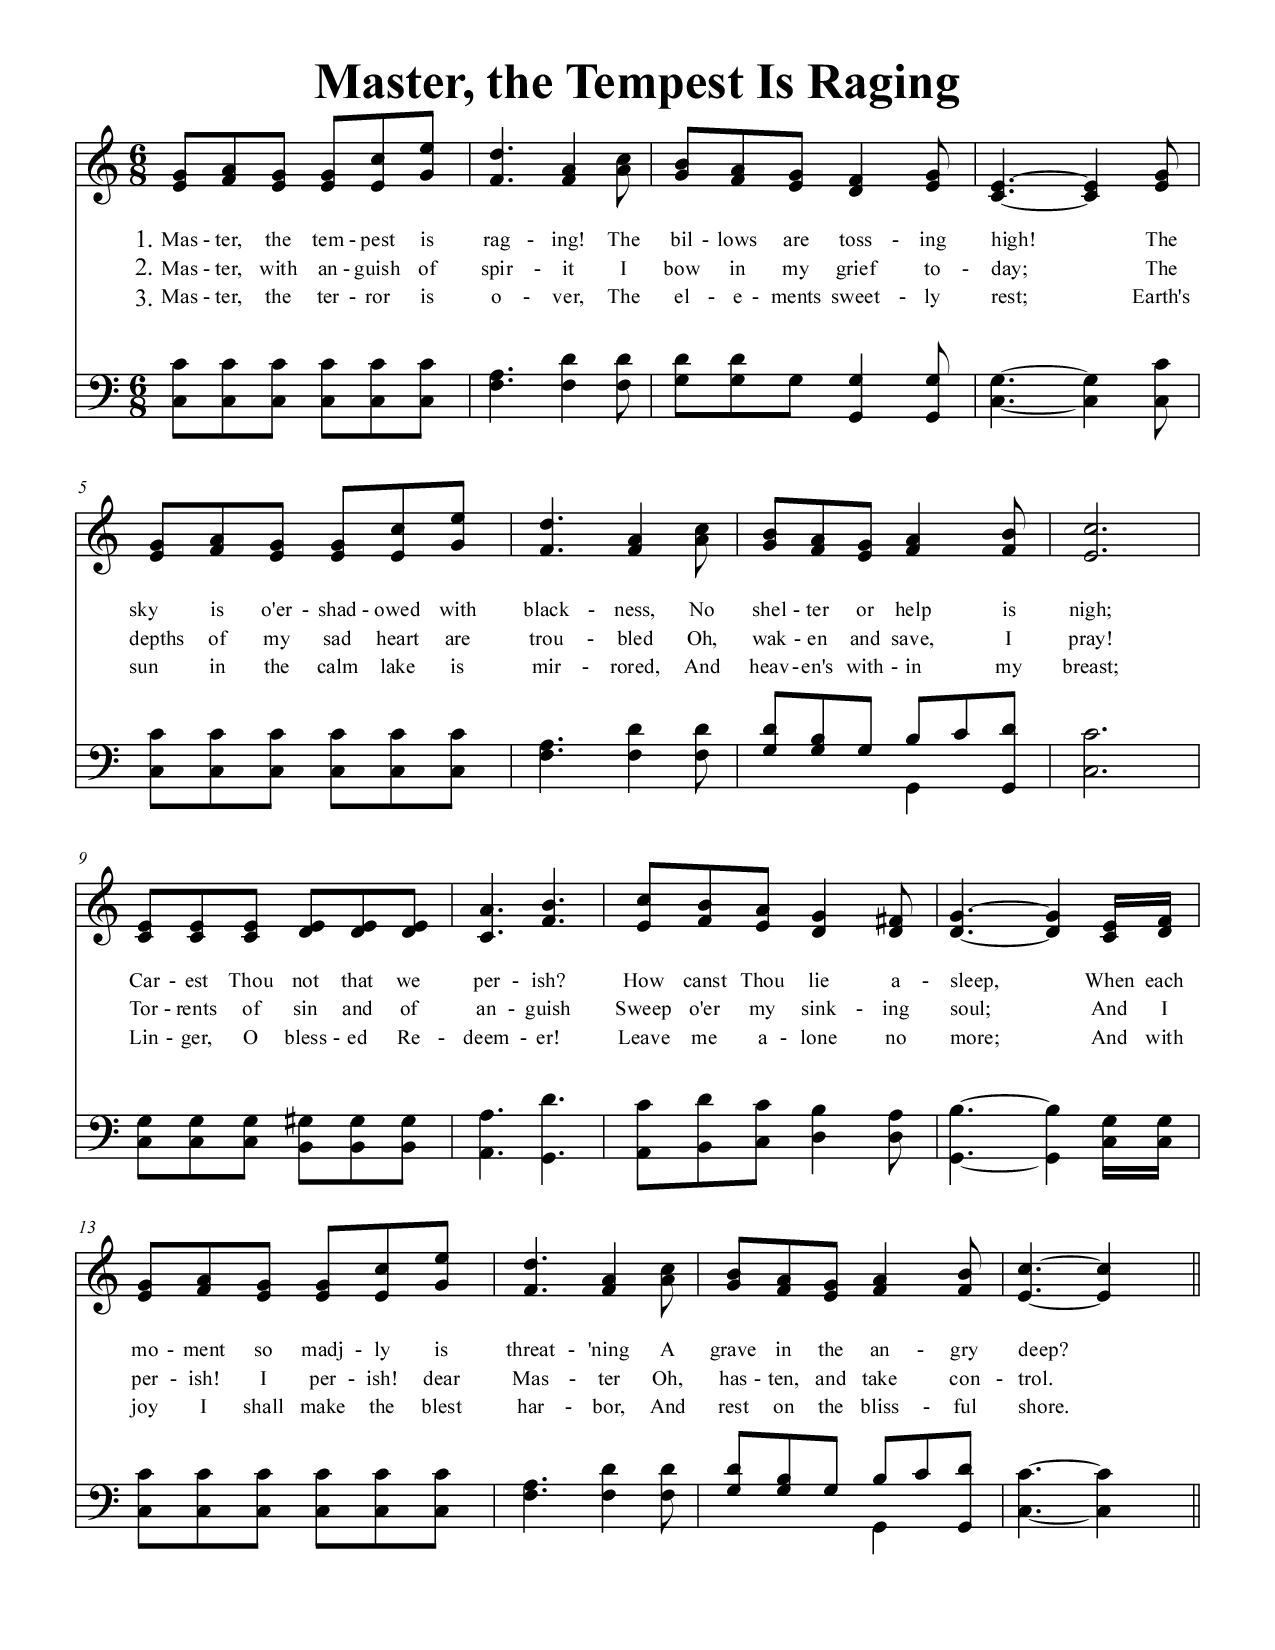 Master, the Tempest Is Raging
6 8
1. Mas - ter, the tem - pest is rag - ing! The bil - lows are toss - ing high! The
2. Mas - ter, with an - guish of spir - it I bow in my grief to - day; The
3. Mas - ter, the ter - ror is o - ver, The el - e - ments sweet - ly rest; Earth's
6 8
5
sky is o'er - shad - owed with black - ness, No shel - ter or help is nigh;
depths of my sad heart are trou - bled Oh, wak - en and save, I pray!
sun in the calm lake is mir - rored, And heav - en's with - in my breast;
9
Car - est Thou not that we per - ish? How canst Thou lie a - sleep, When each
Tor - rents of sin and of an - guish Sweep o'er my sink - ing soul; And I
Lin - ger, O bless - ed Re - deem - er! Leave me a - lone no more; And with
13
mo - ment so madj - ly is threat - 'ning A grave in the an - gry deep?
per - ish! I per - ish! dear Mas - ter Oh, has - ten, and take con - trol.
joy I shall make the blest har - bor, And rest on the bliss - ful shore.